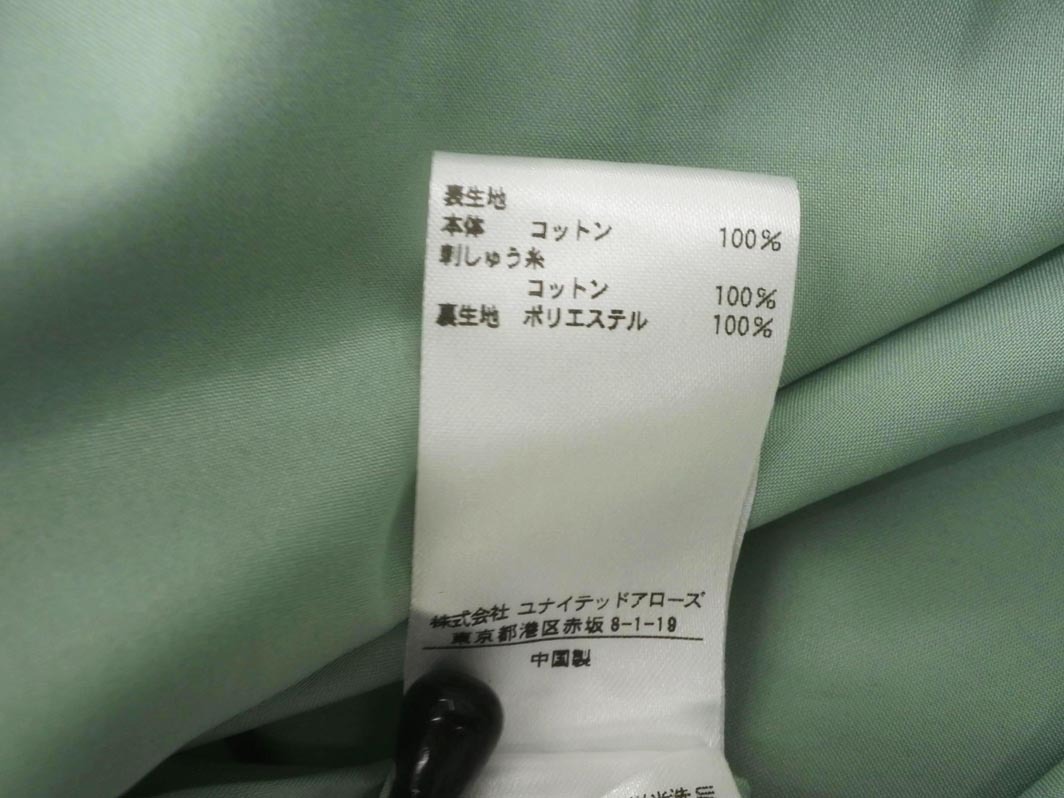 表生地
本体 コットン 100%
刺しゅう糸
コットン 100%
裏生地 ポリエステル 100%
株式会社 ユナイテッドアローズ
東京都港区赤坂 8-1-19
中国製